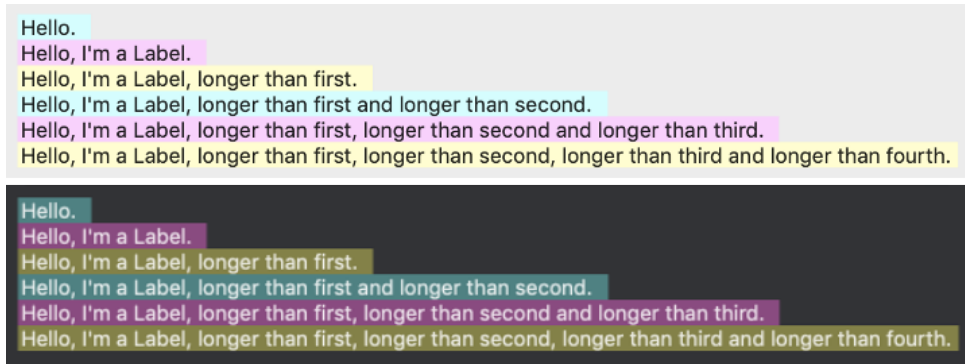 Hello.
Hello, I'm a Label.
Hello, I'm a Label, longer than first.
Hello, I'm a Label, longer than first and longer than second.
Hello, I'm a Label, longer than first, longer than second and longer than third.
Hello, I'm a Label, longer than first, longer than second, longer than third and longer than fourth.
Hello.
Hello, I'm a Label.
Hello, I'm a Label, longer than first.
Hello, I'm a Label, longer than first and longer than second.
Hello, I'm a Label, longer than first, longer than second and longer than third.
Hello, I'm a Label, longer than first, longer than second, longer than third and longer than fourth.